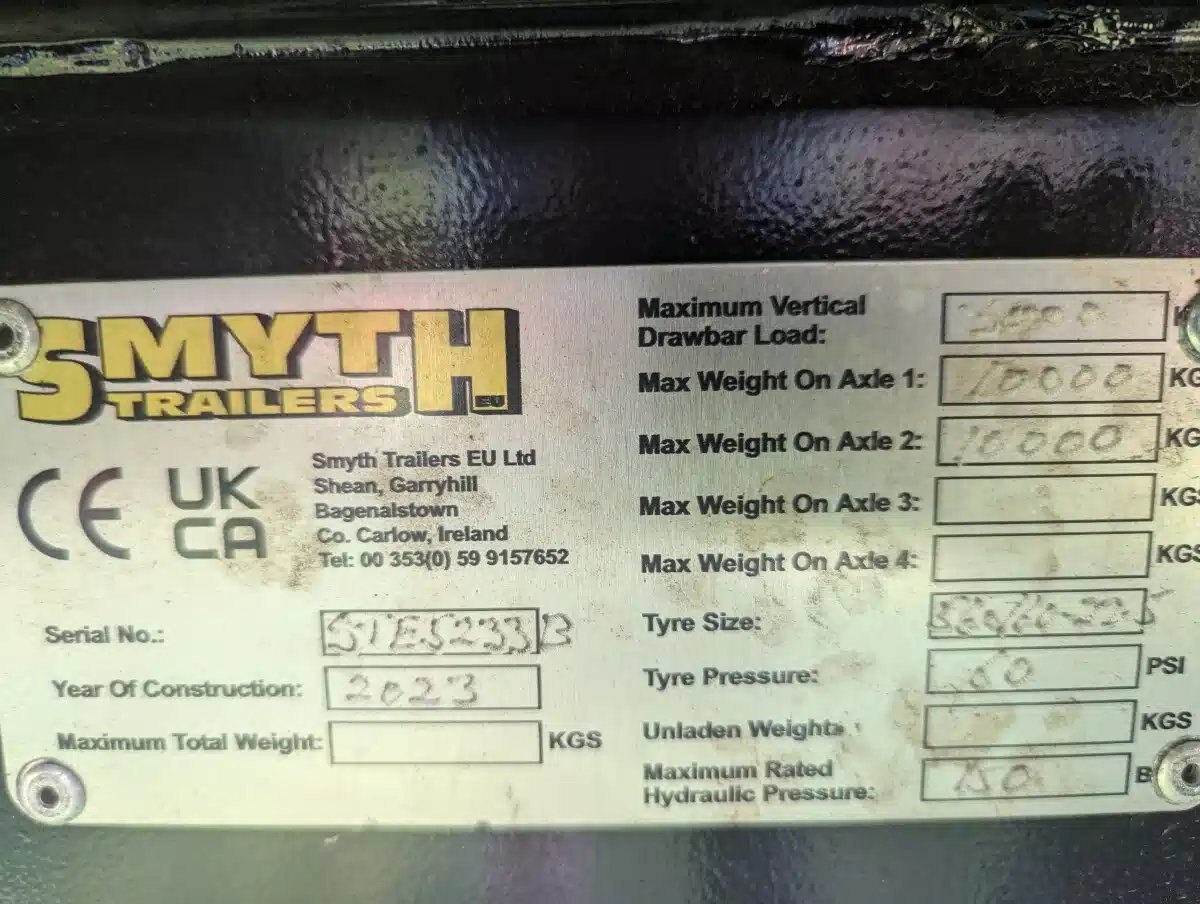 SMYTH
TRAILERS EU
CE UK CA
Smyth Trailers EU Ltd
Shean, Garryhill
Bagenalstown
Co. Carlow, Ireland
Tel: 00 353(0) 59 9157652
Serial No.: STE5233B
Year Of Construction: 2023
Maximum Total Weight: KGS
Maximum Vertical
Drawbar Load:
Max Weight On Axle 1: 10000 KG
Max Weight On Axle 2: 10000 KG
Max Weight On Axle 3: KGS
Max Weight On Axle 4: KGS
Tyre Size:
Tyre Pressure: PSI
Unladen Weight: KGS
Maximum Rated
Hydraulic Pressure: 150 B